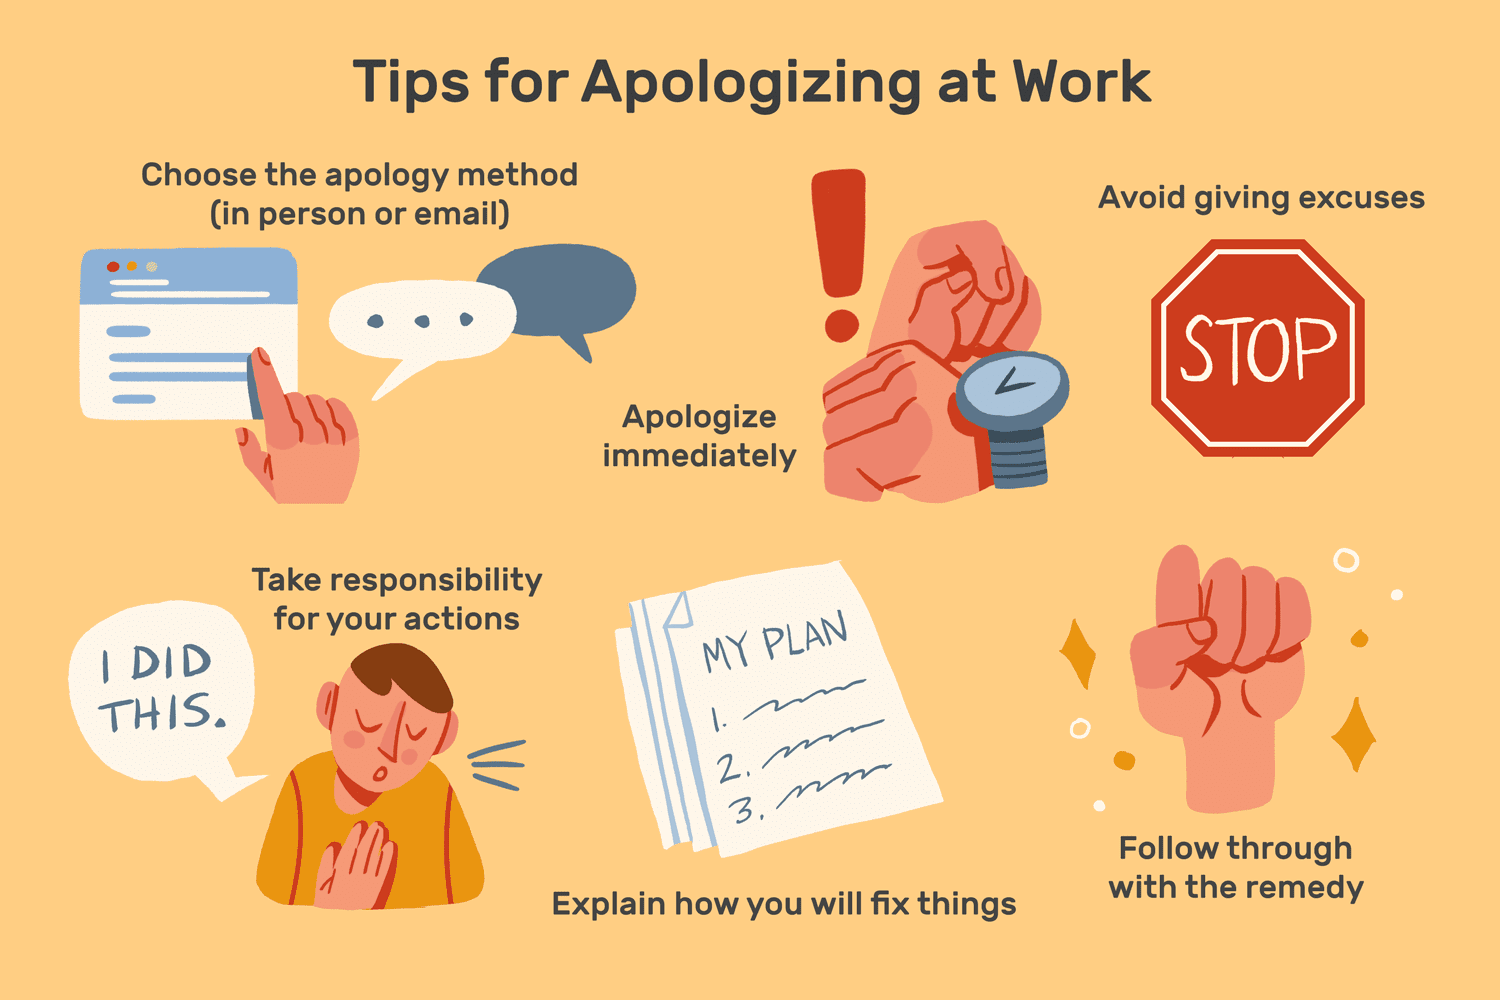 Tips for Apologizing at Work
Choose the apology method
(in person or email)
Apologize
immediately
Avoid giving excuses
STOP
Take responsibility
for your actions
I DID
THIS.
MY PLAN
1.
2.
3.
Explain how you will fix things
Follow through
with the remedy